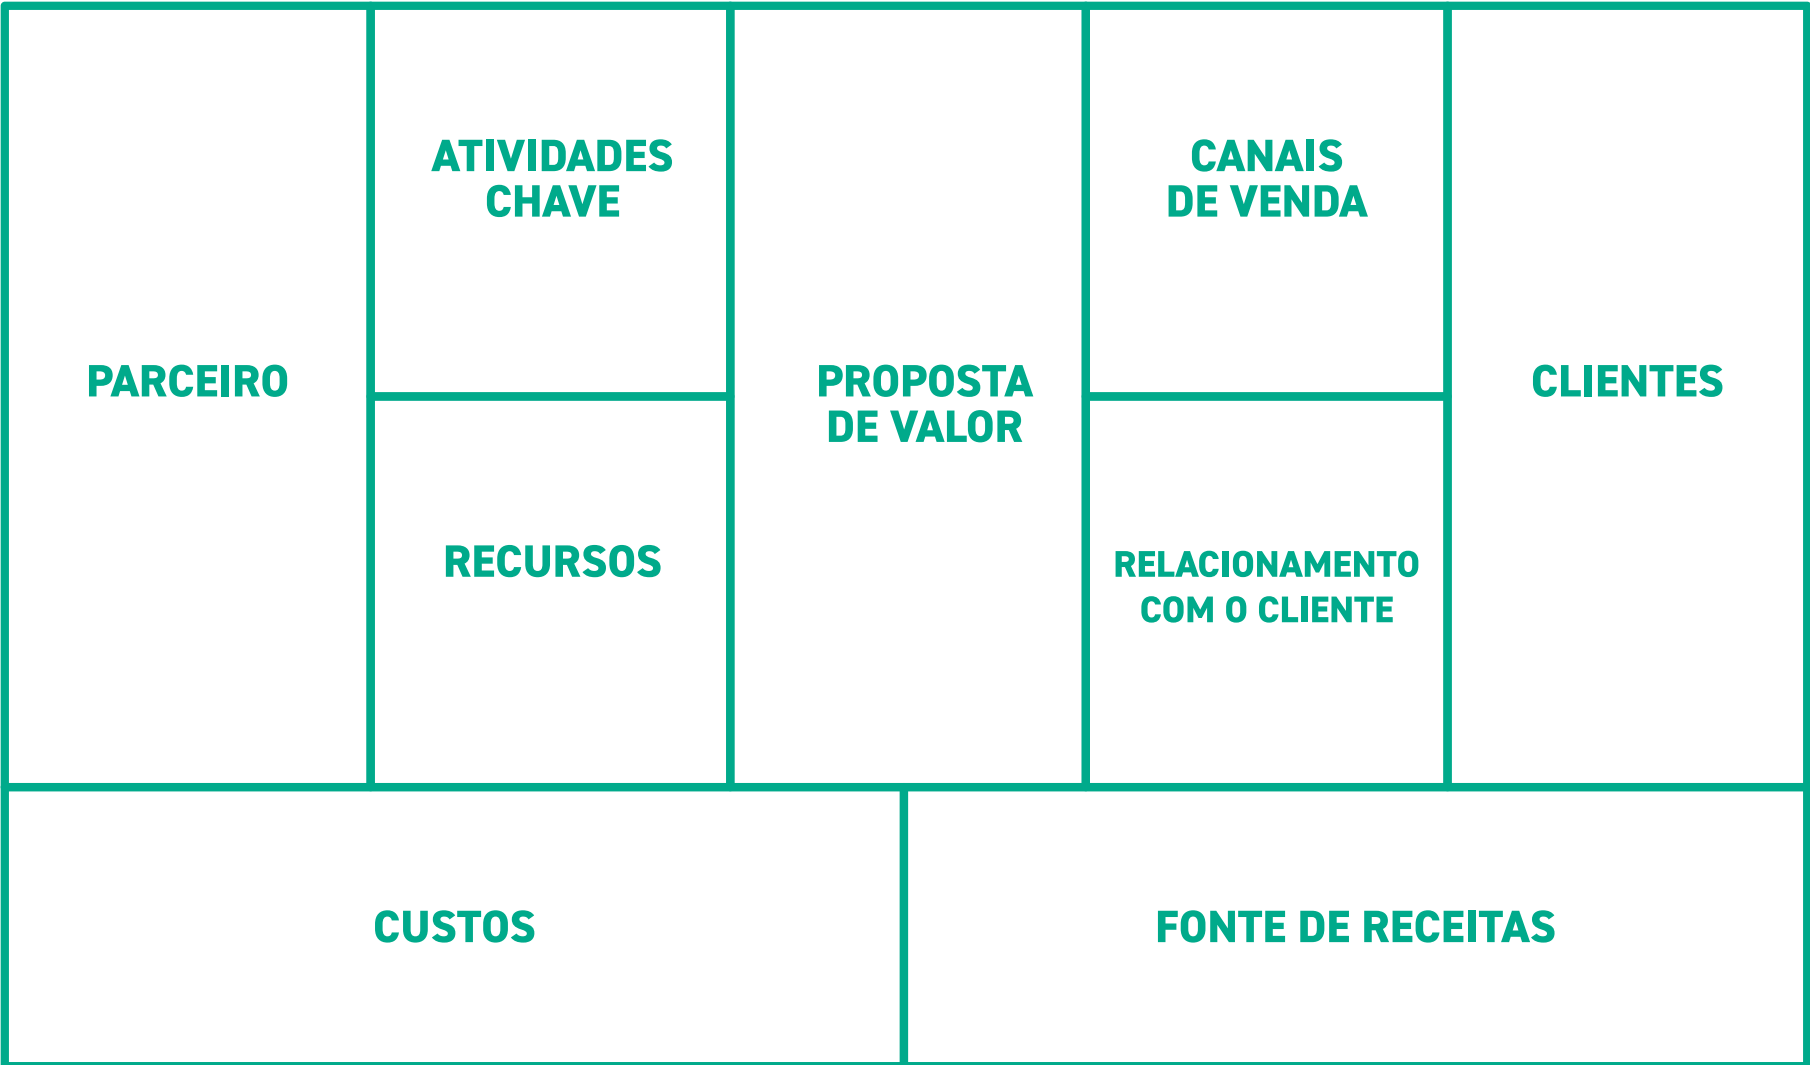 PARCEIRO
ATIVIDADES
CHAVE
RECURSOS
PROPOSTA
DE VALOR
CANAIS
DE VENDA
RELACIONAMENTO
COM O CLIENTE
CLIENTES
CUSTOS
FONTE DE RECEITAS